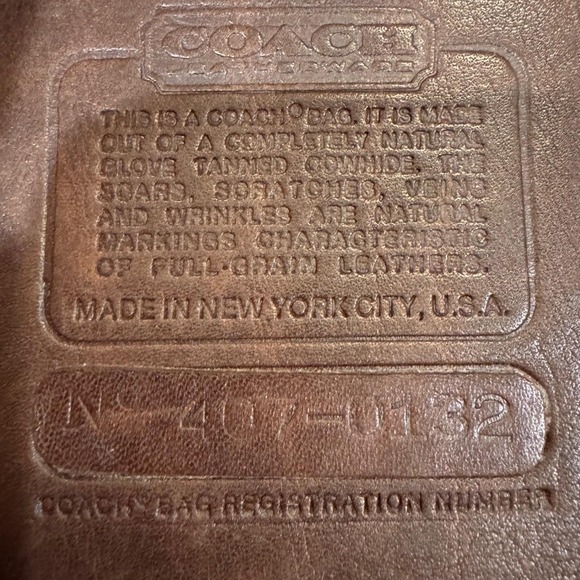 COACH
LEATHERWARE
THIS IS A COACH® BAG. IT IS MADE
OUT OF A COMPLETELY NATURAL
GLOVE TANNED COWHIDE. THE
SCARS, SCRATCHES, VEINS
AND WRINKLES ARE NATURAL
MARKINGS CHARACTERISTIC
OF FULL-GRAIN LEATHERS.
MADE IN NEW YORK CITY, U.S.A.
No 407-0132
COACH® BAG REGISTRATION NUMBER